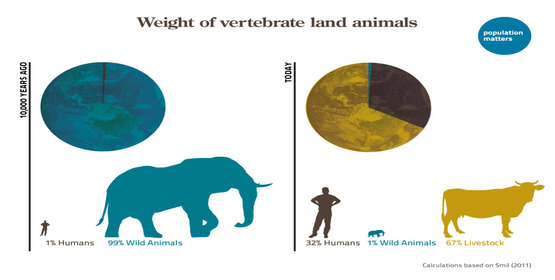 Weight of vertebrate land animals
population
matters
10,000 YEARS AGO
1% Humans 99% Wild Animals
TODAY
32% Humans 1% Wild Animals 67% Livestock
Calculations based on Smil (2011)